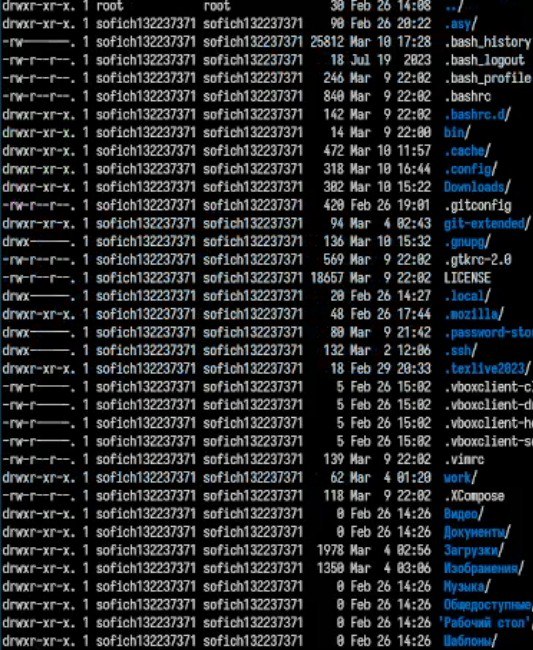 drwxr-xr-x. 1 root root 30 Feb 26 14:08 ../
drwxr-xr-x. 1 sofich132237371 sofich132237371 90 Feb 26 20:22 .asy/
-rw-------. 1 sofich132237371 sofich132237371 25812 Mar 10 17:28 .bash_history
-rw-r--r--. 1 sofich132237371 sofich132237371 18 Jul 19 2023 .bash_logout
-rw-r--r--. 1 sofich132237371 sofich132237371 246 Mar 9 22:02 .bash_profile
-rw-r--r--. 1 sofich132237371 sofich132237371 840 Mar 9 22:02 .bashrc
drwxr-xr-x. 1 sofich132237371 sofich132237371 142 Mar 9 22:02 .bashrc.d/
drwxr-xr-x. 1 sofich132237371 sofich132237371 14 Mar 9 22:00 bin/
drwxr-xr-x. 1 sofich132237371 sofich132237371 472 Mar 10 11:57 .cache/
drwxr-xr-x. 1 sofich132237371 sofich132237371 318 Mar 10 16:44 .config/
drwxr-xr-x. 1 sofich132237371 sofich132237371 302 Mar 10 15:22 Downloads/
-rw-r--r--. 1 sofich132237371 sofich132237371 420 Feb 26 19:01 .gitconfig
drwxr-xr-x. 1 sofich132237371 sofich132237371 94 Mar 4 02:43 git-extended/
drwx------. 1 sofich132237371 sofich132237371 136 Mar 10 15:32 .gnupg/
-rw-r--r--. 1 sofich132237371 sofich132237371 569 Mar 9 22:02 .gtkrc-2.0
-rw-r--r--. 1 sofich132237371 sofich132237371 18657 Mar 9 22:02 LICENSE
drwx------. 1 sofich132237371 sofich132237371 20 Feb 26 14:27 .local/
drwxr-xr-x. 1 sofich132237371 sofich132237371 48 Feb 26 17:44 .mozilla/
drwx------. 1 sofich132237371 sofich132237371 80 Mar 9 21:42 .password-sto
drwx------. 1 sofich132237371 sofich132237371 132 Mar 2 12:06 .ssh/
drwxr-xr-x. 1 sofich132237371 sofich132237371 18 Feb 29 20:33 .texlive2023/
-rw-r-----. 1 sofich132237371 sofich132237371 5 Feb 26 15:02 .vboxclient-c
-rw-r-----. 1 sofich132237371 sofich132237371 5 Feb 26 15:02 .vboxclient-d
-rw-r-----. 1 sofich132237371 sofich132237371 5 Feb 26 15:02 .vboxclient-h
-rw-r-----. 1 sofich132237371 sofich132237371 5 Feb 26 15:02 .vboxclient-s
-rw-r--r--. 1 sofich132237371 sofich132237371 139 Mar 9 22:02 .vimrc
drwxr-xr-x. 1 sofich132237371 sofich132237371 62 Mar 4 01:20 work/
-rw-r--r--. 1 sofich132237371 sofich132237371 118 Mar 9 22:02 .XCompose
drwxr-xr-x. 1 sofich132237371 sofich132237371 0 Feb 26 14:26 Видео/
drwxr-xr-x. 1 sofich132237371 sofich132237371 0 Feb 26 14:26 Документы/
drwxr-xr-x. 1 sofich132237371 sofich132237371 1978 Mar 4 02:56 Загрузки/
drwxr-xr-x. 1 sofich132237371 sofich132237371 1350 Mar 4 03:06 Изображения/
drwxr-xr-x. 1 sofich132237371 sofich132237371 0 Feb 26 14:26 Музыка/
drwxr-xr-x. 1 sofich132237371 sofich132237371 0 Feb 26 14:26 Общедоступные/
drwxr-xr-x. 1 sofich132237371 sofich132237371 0 Feb 26 14:26 'Рабочий стол'/
drwxr-xr-x. 1 sofich132237371 sofich132237371 0 Feb 26 14:26 Шаблоны/